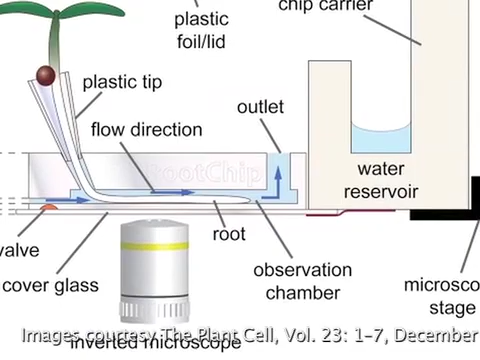 chip carrier
plastic
foil/lid
plastic tip
outlet
flow direction
RootChip
water
reservoir
root
valve
observation
chamber
cover glass
microsco
stage
Images courtesy The Plant Cell, Vol. 23: 1–7, December
inverted microscope